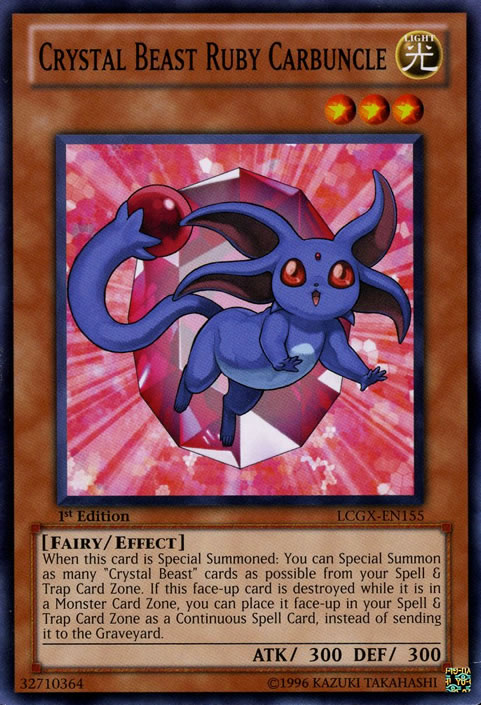 CRYSTAL BEAST RUBY CARBUNCLE
LIGHT
光
1st Edition
LCGX-EN155
[FAIRY/EFFECT]
When this card is Special Summoned: You can Special Summon
as many "Crystal Beast" cards as possible from your Spell &
Trap Card Zone. If this face-up card is destroyed while it is in
a Monster Card Zone, you can place it face-up in your Spell &
Trap Card Zone as a Continuous Spell Card, instead of sending
it to the Graveyard.
ATK/ 300 DEF/ 300
32710364
©1996 KAZUKI TAKAHASHI